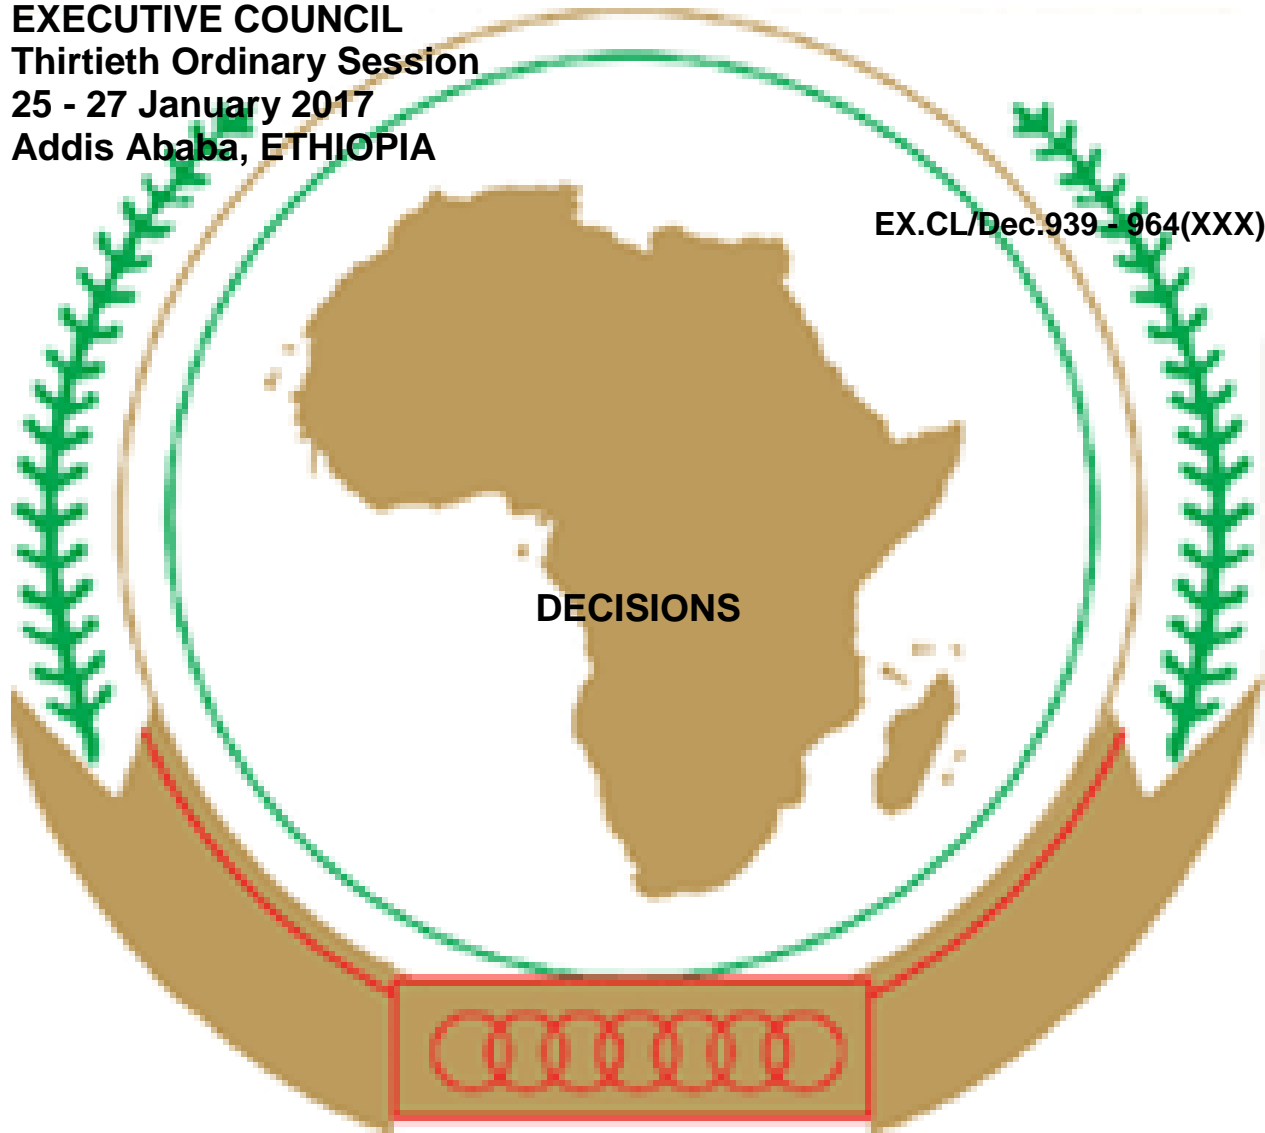 EXECUTIVE COUNCIL
Thirtieth Ordinary Session
25 - 27 January 2017
Addis Ababa, ETHIOPIA
EX.CL/Dec.939 - 964(XXX)
DECISIONS